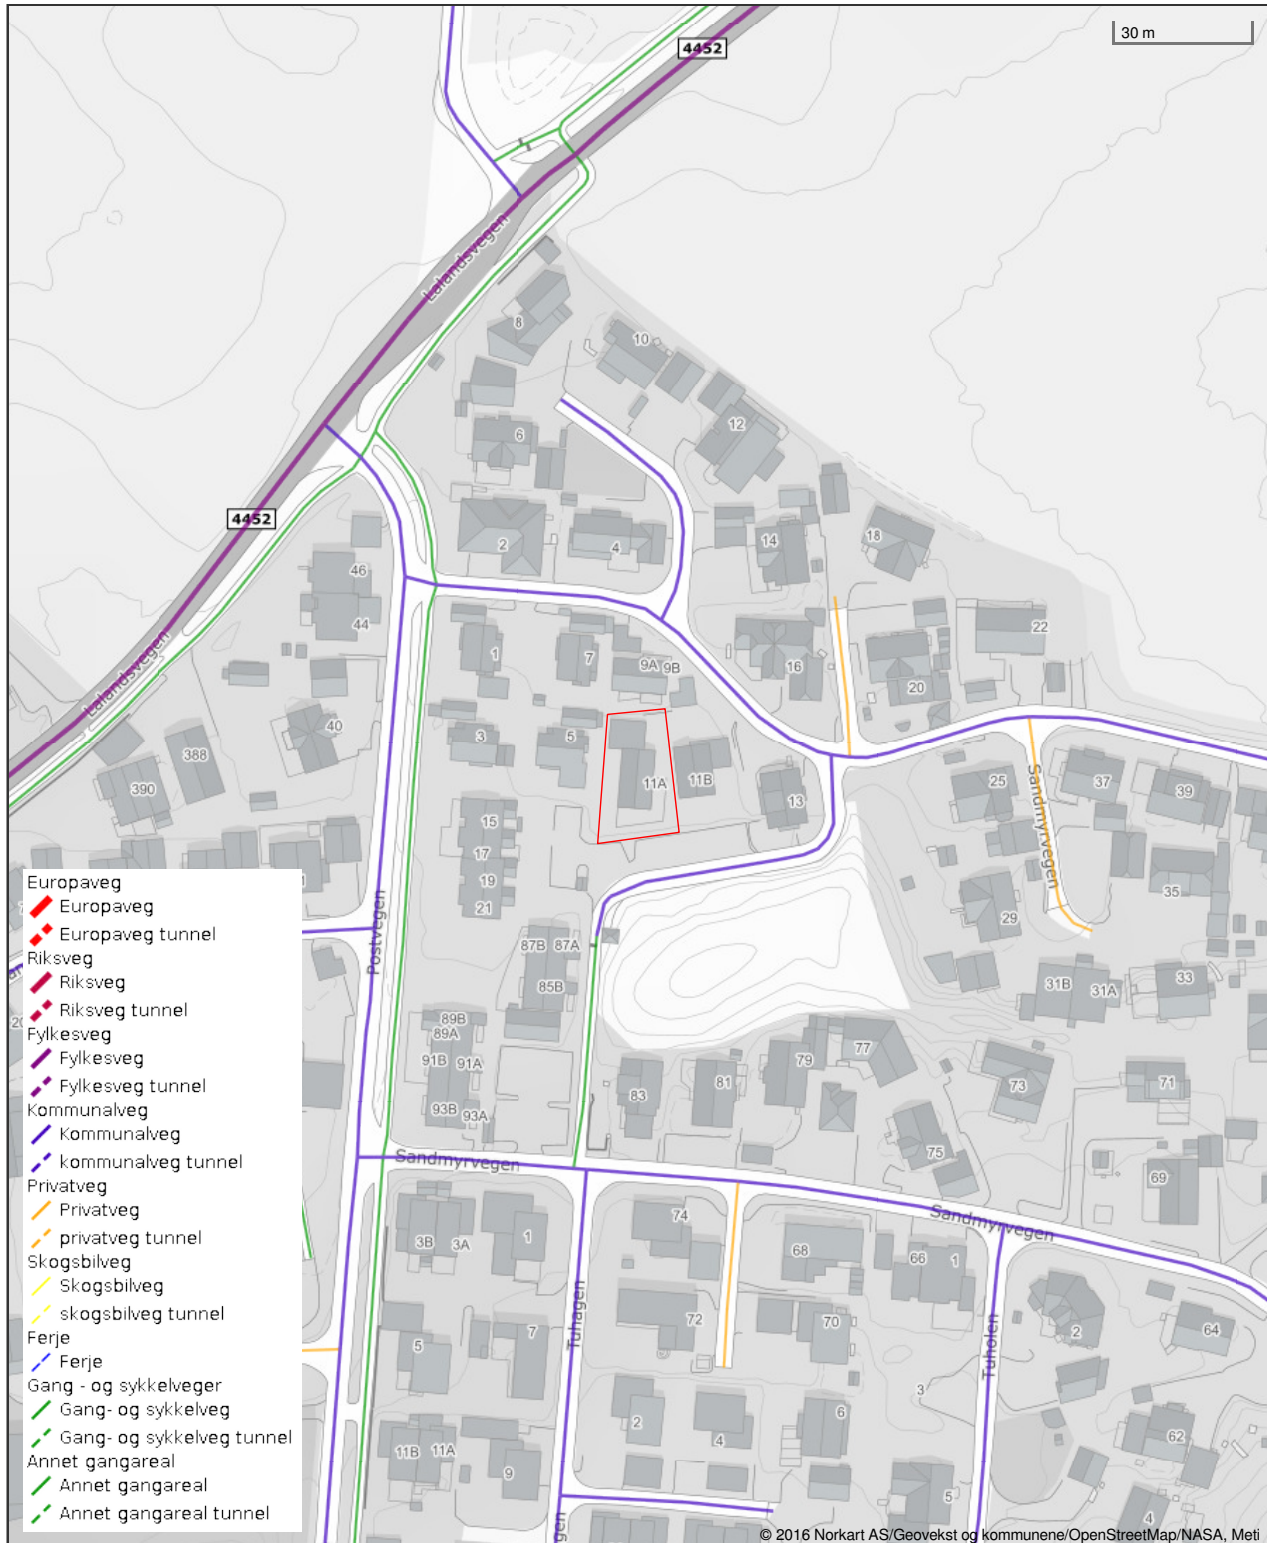 30 m
4452
Lalandsvegen
8
10
12
6
4452
2
4
14
18
46
44
22
1
7
9A 9B
16
20
Lalandsvegen
40
388
390
3
5
11A
11B
13
25
37
39
Sandmyrvegen
15
17
19
21
35
29
Postvegen
87B 87A
85B
31B 31A
33
89B
89A
91B 91A
93B 93A
83
81
79
77
73
71
75
69
Sandmyrvegen
Sandmyrvegen
3B 3A
1
74
68
66
1
72
70
2
64
Tuhagen
Tuholen
5
7
3
2
4
6
62
11B 11A
9
5
4
gen
Europaveg
Europaveg
Europaveg tunnel
Riksveg
Riksveg
Riksveg tunnel
Fylkesveg
Fylkesveg
Fylkesveg tunnel
Kommunalveg
Kommunalveg
kommunalveg tunnel
Privatveg
Privatveg
privatveg tunnel
Skogsbilveg
Skogsbilveg
skogsbilveg tunnel
Ferje
Ferje
Gang - og sykkelveger
Gang- og sykkelveg
Gang- og sykkelveg tunnel
Annet gangareal
Annet gangareal
Annet gangareal tunnel
© 2016 Norkart AS/Geovekst og kommunene/OpenStreetMap/NASA, Meti